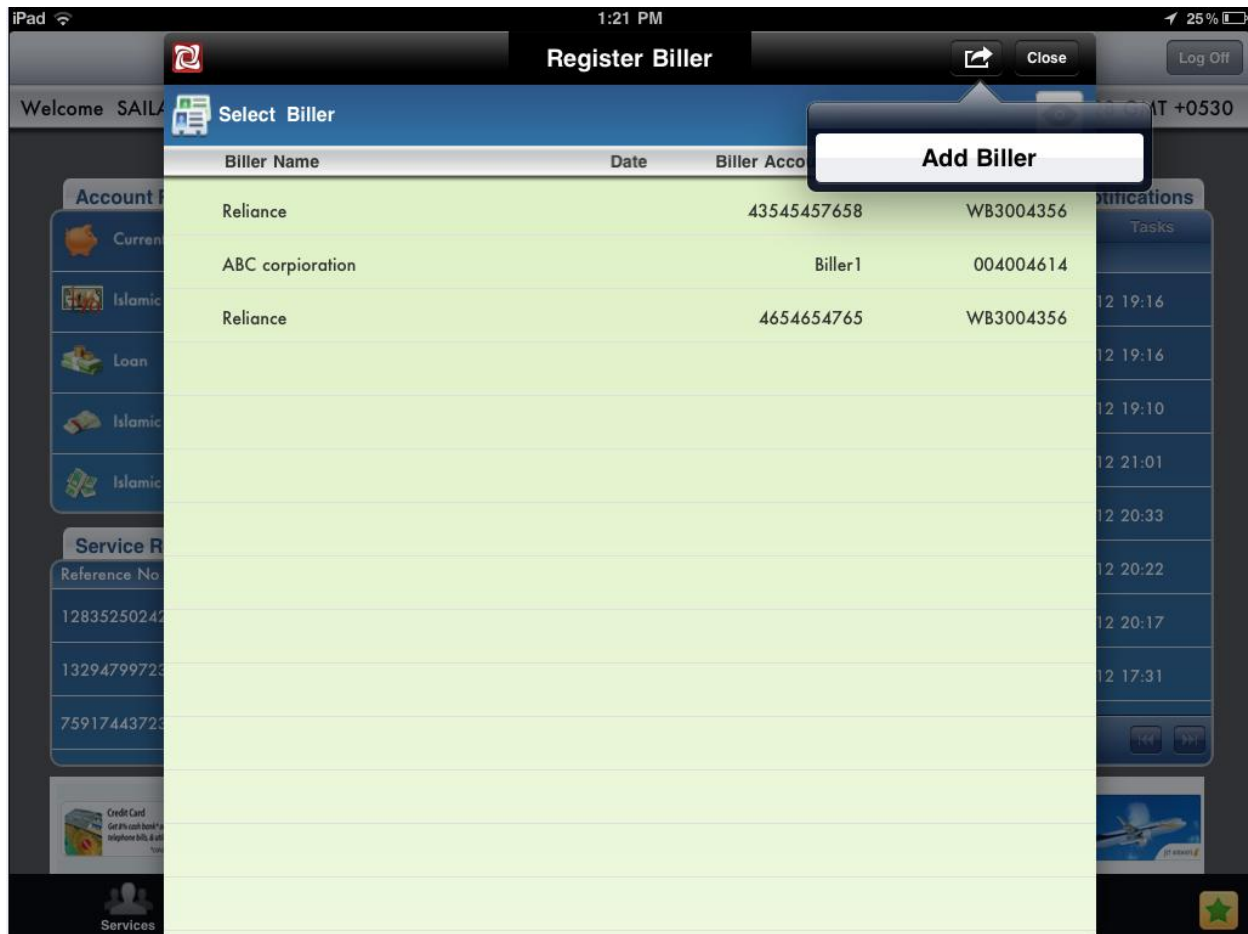 iPad 1:21 PM 25%
Register Biller Close Log Off
Welcome SAILA GMT +0530
Select Biller
Add Biller
Biller Name Date Biller Acco
Account otifications
Reliance 43545457658 WB3004356
Curren Tasks
ABC corpioration Biller1 004004614
Islamic 12 19:16
Reliance 4654654765 WB3004356
Loan 12 19:16
Islamic 12 19:10
Islamic 12 21:01
12 20:33
Service R
Reference No 12 20:22
12835250242 12 20:17
13294799723 12 17:31
75917443723
Credit Card
Services